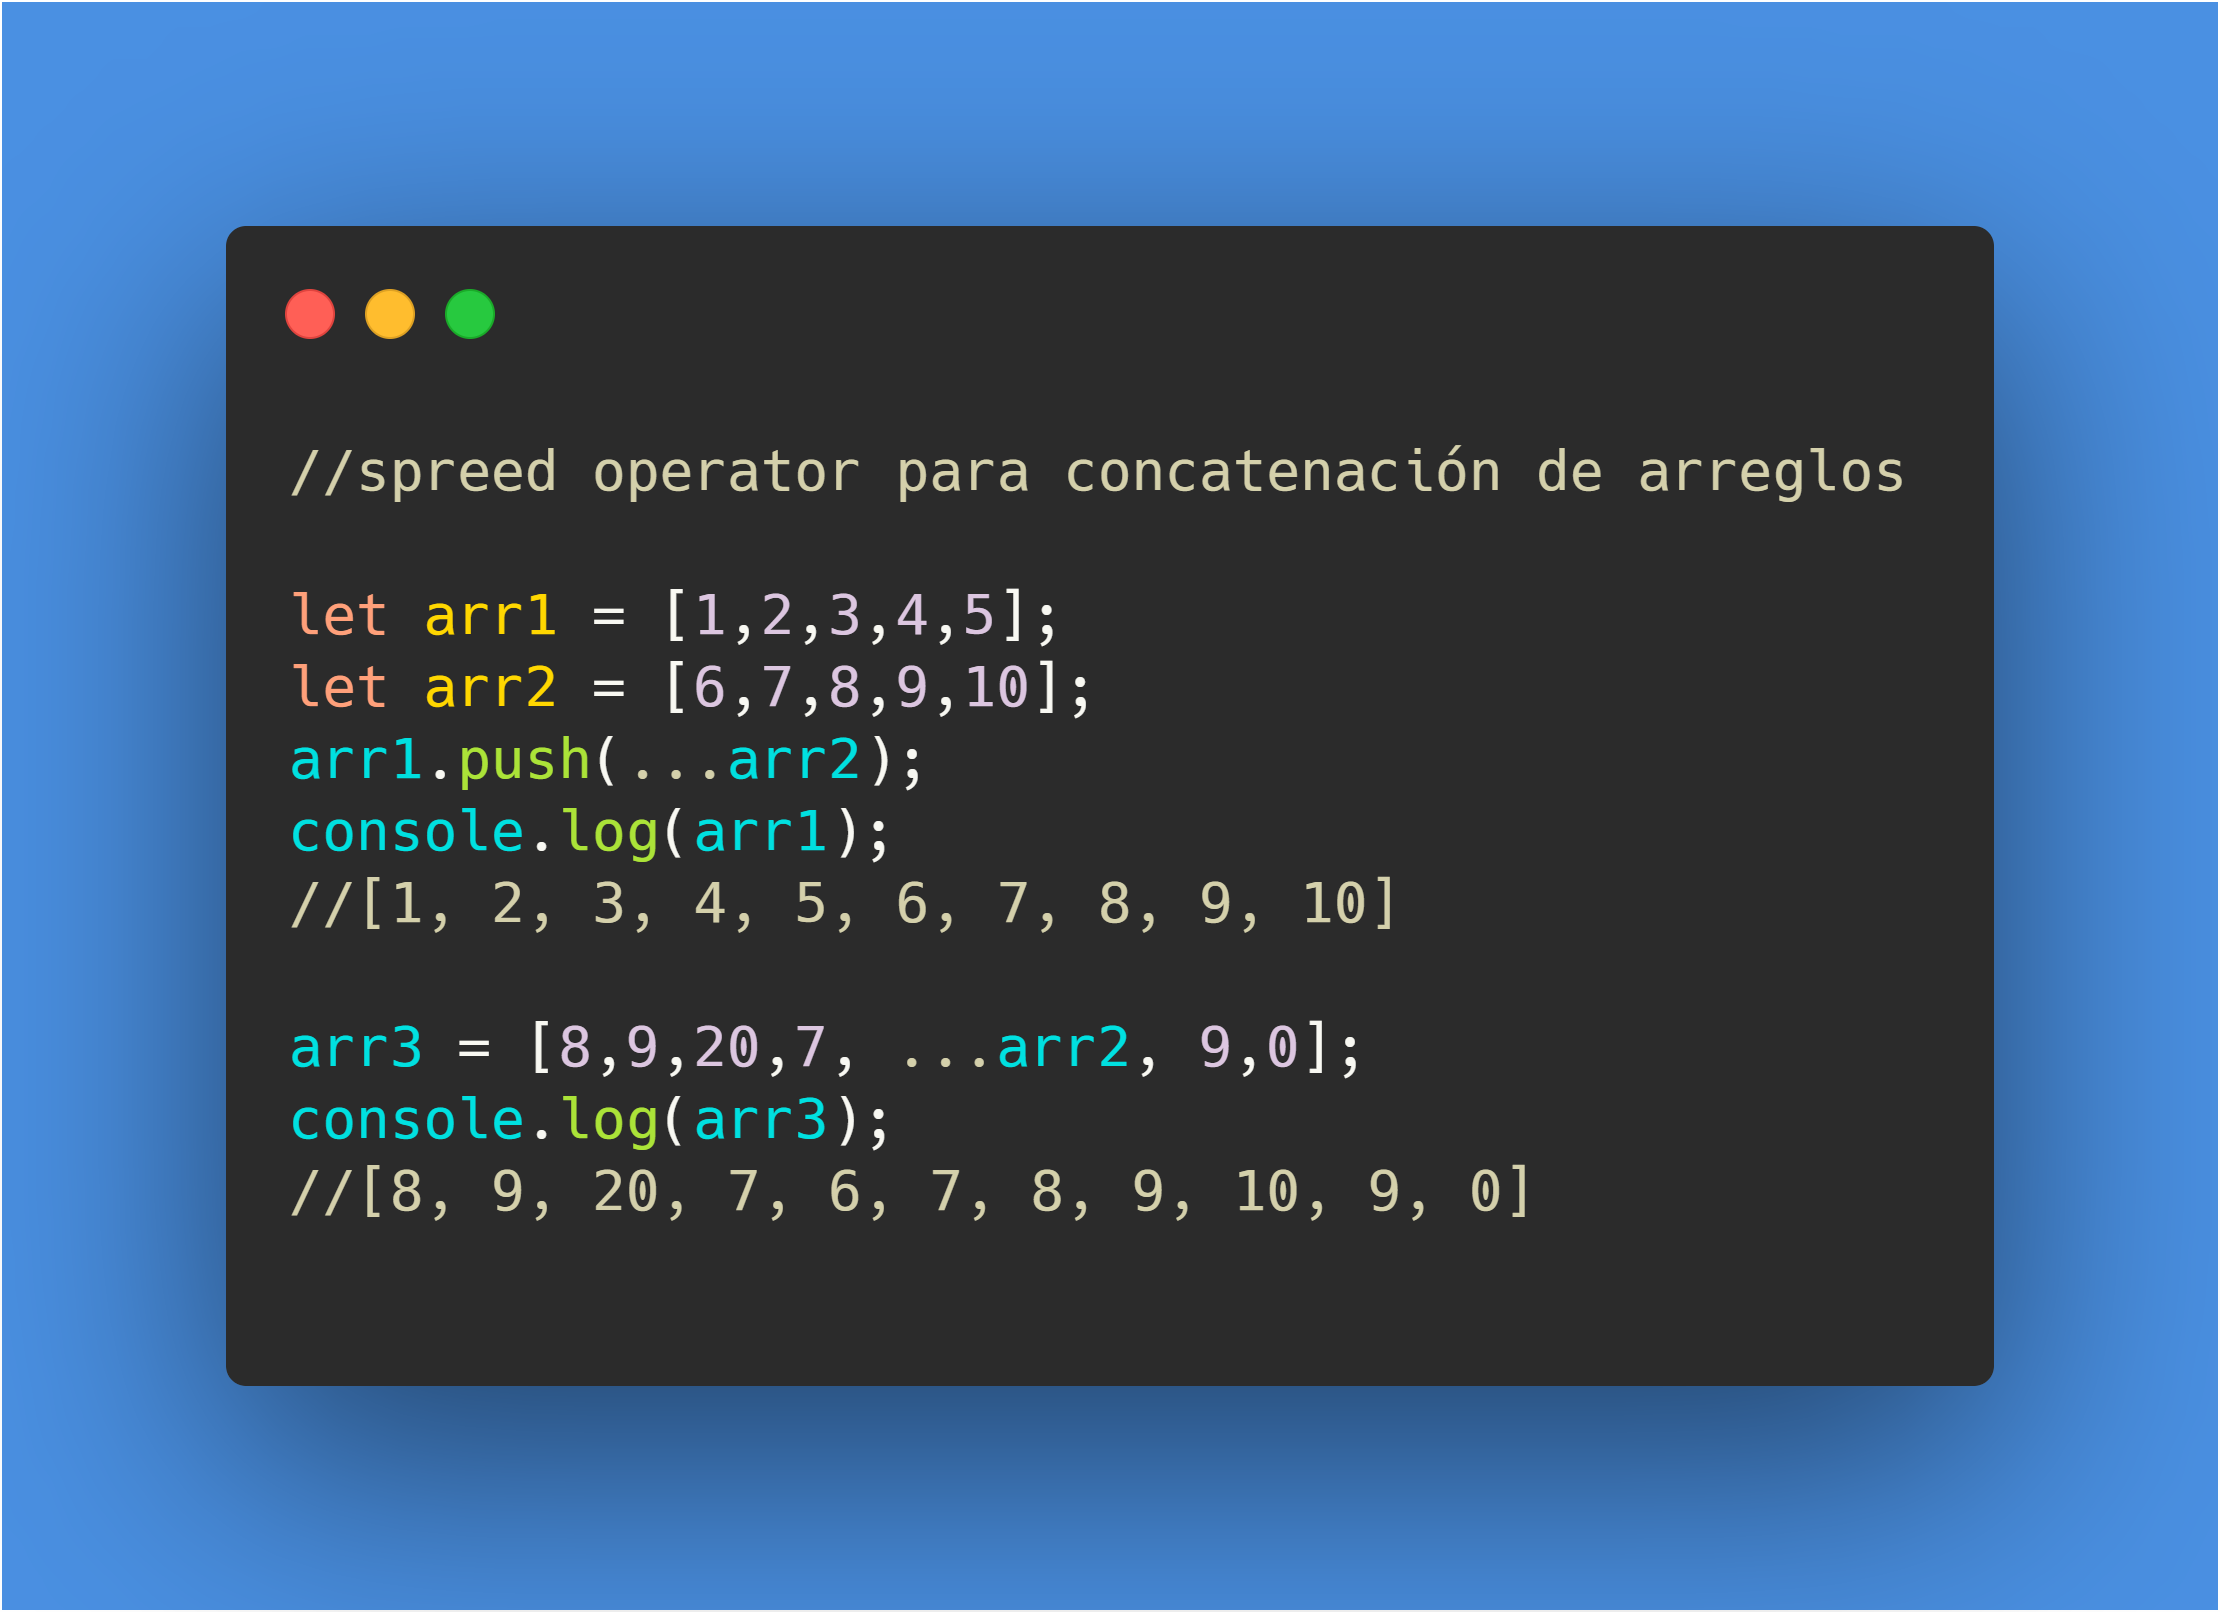 //spreed operator para concatenación de arreglos
let arr1 = [1,2,3,4,5];
let arr2 = [6,7,8,9,10];
arr1.push(...arr2);
console.log(arr1);
//[1, 2, 3, 4, 5, 6, 7, 8, 9, 10]
arr3 = [8,9,20,7, ...arr2, 9,0];
console.log(arr3);
//[8, 9, 20, 7, 6, 7, 8, 9, 10, 9, 0]